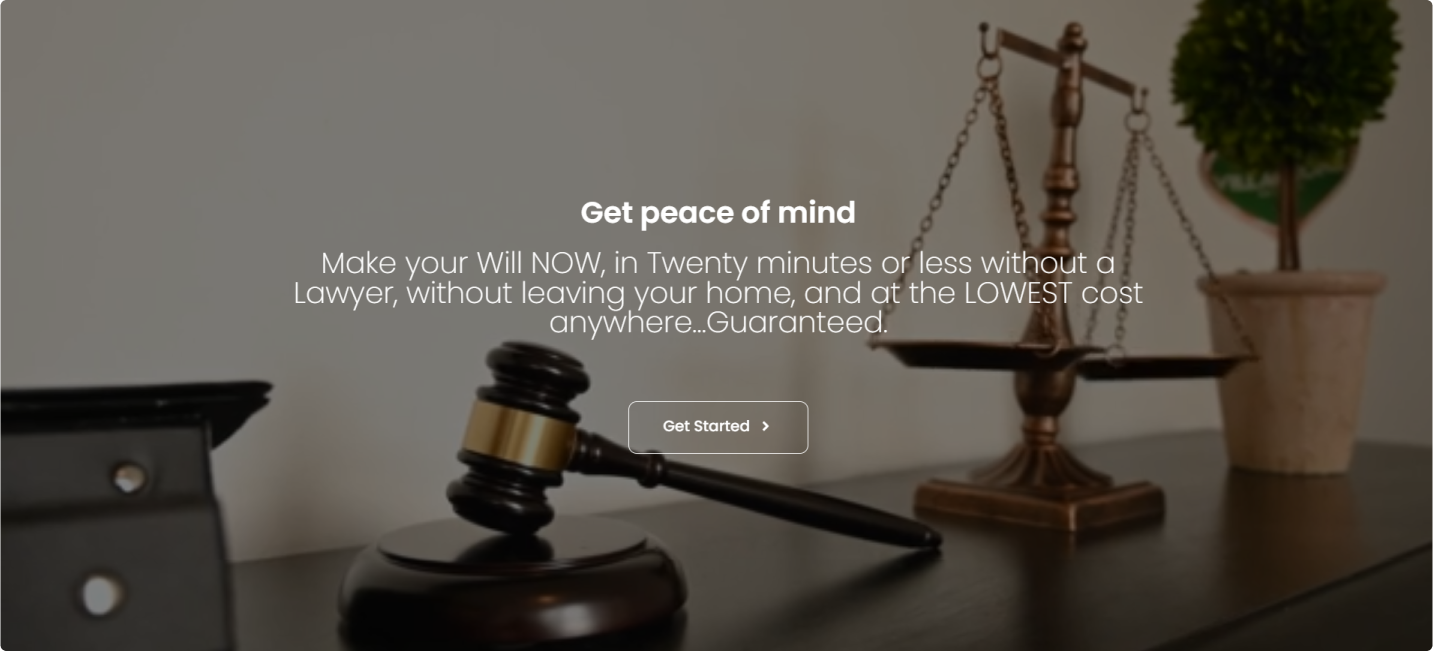 Get peace of mind
Make your Will NOW, in Twenty minutes or less without a
Lawyer, without leaving your home, and at the LOWEST cost
anywhere...Guaranteed.
Get Started